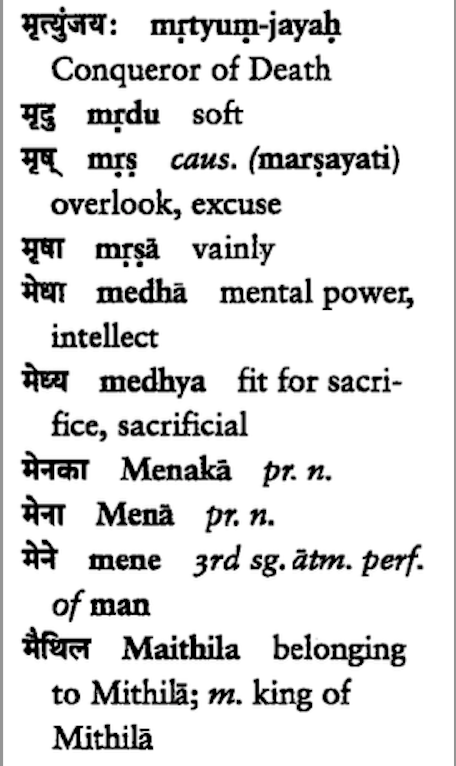 मृत्युंजयः mṛtyuṃ-jayaḥ
Conqueror of Death
मृदु mṛdu soft
मृष् mṛṣ caus. (marṣayati)
overlook, excuse
मृषा mṛṣā vainly
मेधा medhā mental power,
intellect
मेध्य medhya fit for sacri-
fice, sacrificial
मेनका Menakā pr. n.
मेना Menā pr. n.
मेने mene 3rd sg. ātm. perf.
of man
मैथिल Maithila belonging
to Mithilā; m. king of
Mithilā